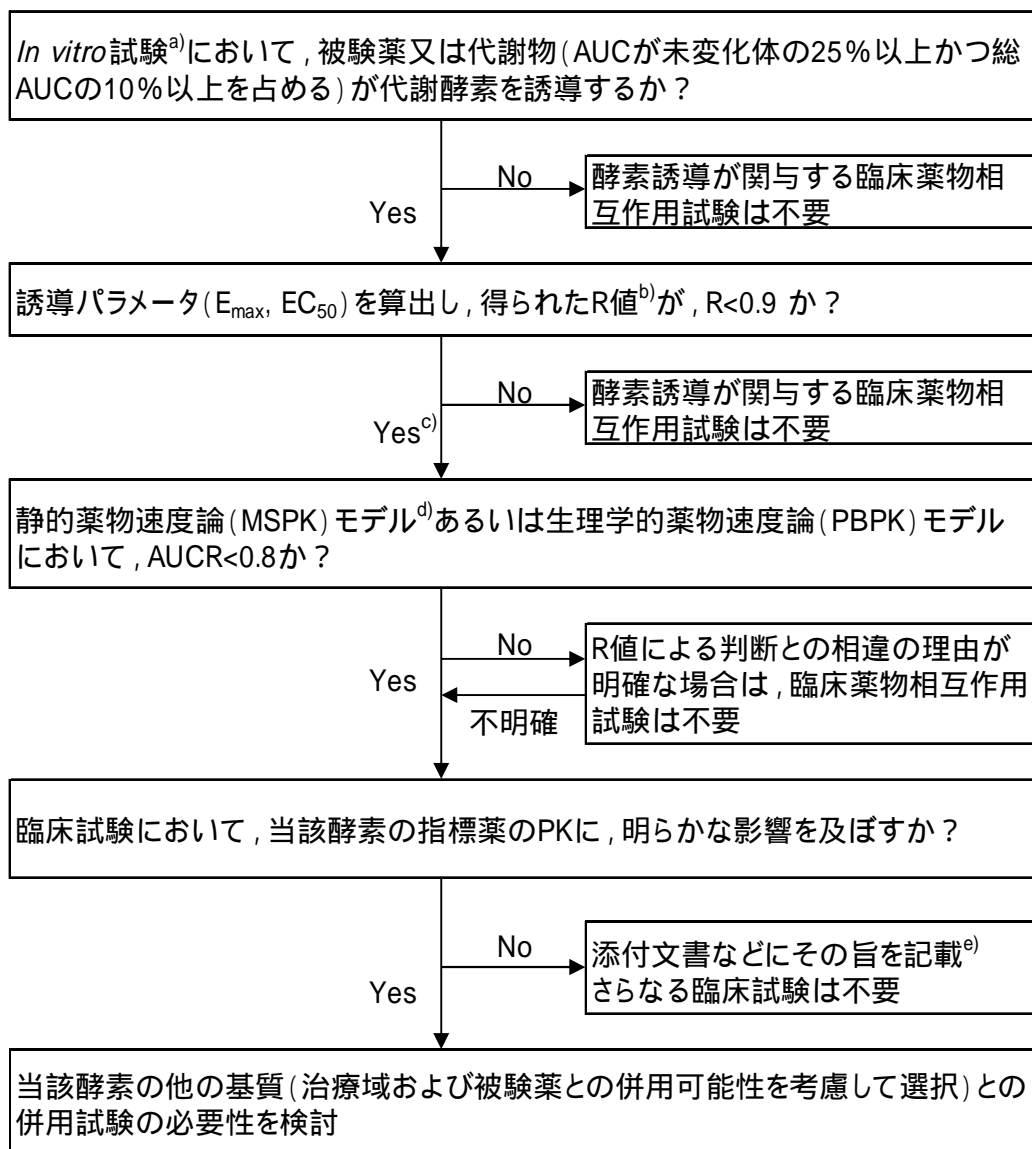 In vitro試験a)において,被験薬又は代謝物(AUCが未変化体の25%以上かつ総
AUCの10%以上を占める)が代謝酵素を誘導するか?
No
酵素誘導が関与する臨床薬物相
互作用試験は不要
Yes
誘導パラメータ(Emax, EC50)を算出し,得られたR値b)が,R<0.9 か?
No
酵素誘導が関与する臨床薬物相
互作用試験は不要
Yesc)
静的薬物速度論(MSPK)モデルd)あるいは生理学的薬物速度論(PBPK)モデル
において,AUCR<0.8か?
No
R値による判断との相違の理由が
明確な場合は,臨床薬物相互作用
試験は不要
Yes
不明確
臨床試験において,当該酵素の指標薬のPKに,明らかな影響を及ぼすか?
No
添付文書などにその旨を記載e)
さらなる臨床試験は不要
Yes
当該酵素の他の基質(治療域および被験薬との併用可能性を考慮して選択)との
併用試験の必要性を検討